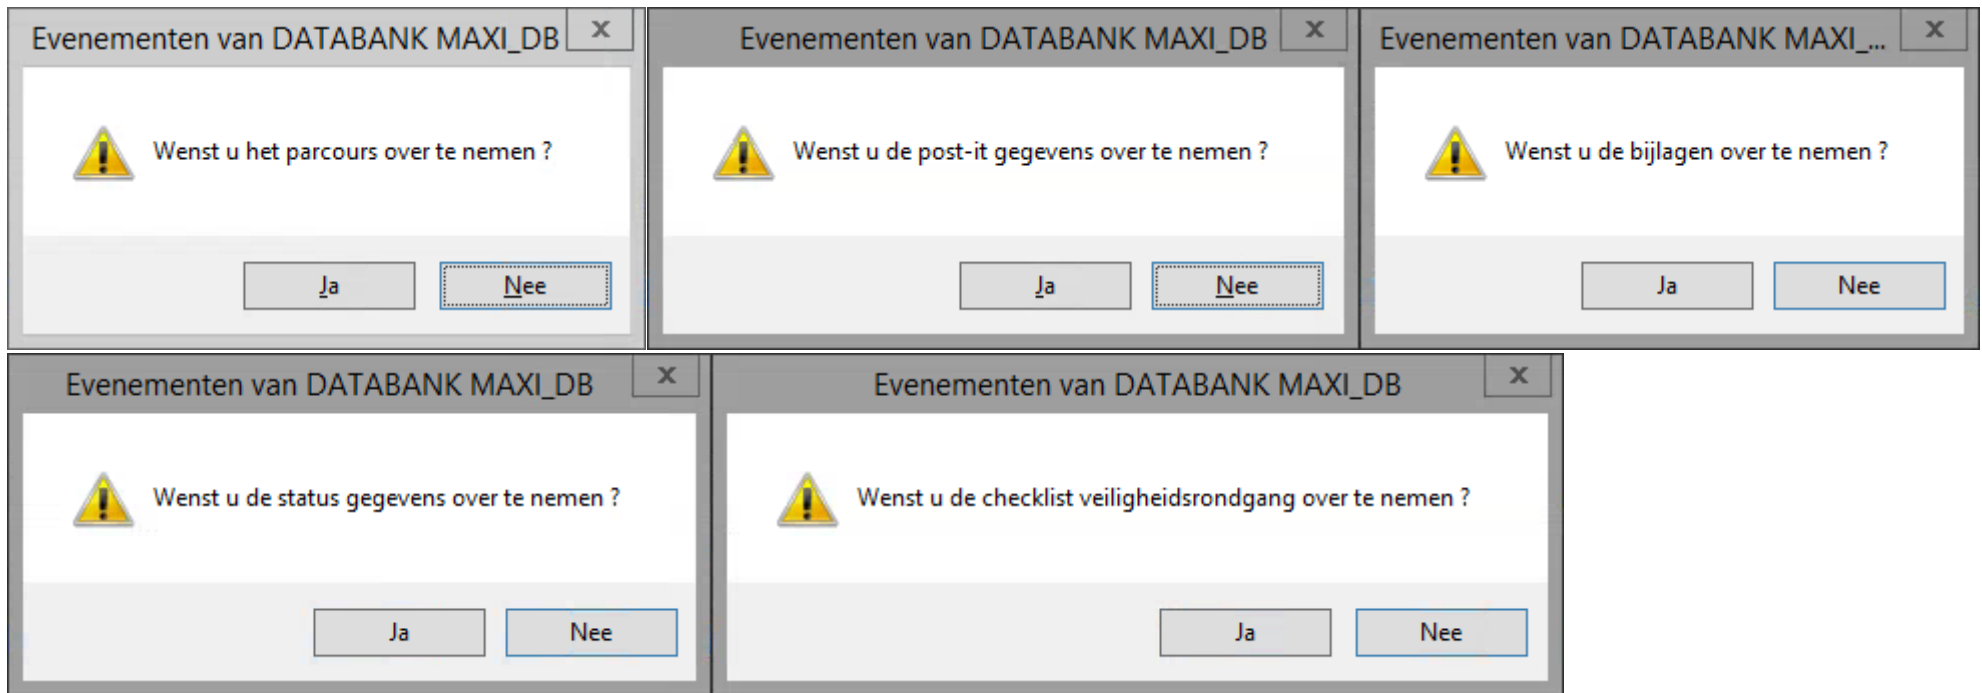 Evenementen van DATABANK MAXI_DB x
Wenst u het parcours over te nemen ?
Ja Nee
Evenementen van DATABANK MAXI_DB x
Wenst u de post-it gegevens over te nemen ?
Ja Nee
Evenementen van DATABANK MAXI_... x
Wenst u de bijlagen over te nemen ?
Ja Nee
Evenementen van DATABANK MAXI_DB x
Wenst u de status gegevens over te nemen ?
Ja Nee
Evenementen van DATABANK MAXI_DB x
Wenst u de checklist veiligheidsrondgang over te nemen ?
Ja Nee